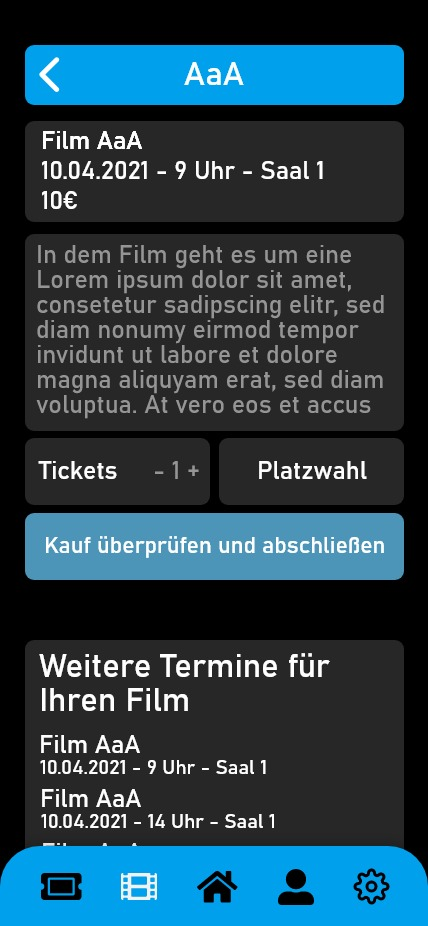 AaA
Film AaA
10.04.2021 - 9 Uhr - Saal 1
10€
In dem Film geht es um eine
Lorem ipsum dolor sit amet,
consetetur sadipscing elitr, sed
diam nonumy eirmod tempor
invidunt ut labore et dolore
magna aliquyam erat, sed diam
voluptua. At vero eos et accus
Tickets - 1 +
Platzwahl
Kauf überprüfen und abschließen
Weitere Termine für
Ihren Film
Film AaA
10.04.2021 - 9 Uhr - Saal 1
Film AaA
10.04.2021 - 14 Uhr - Saal 1